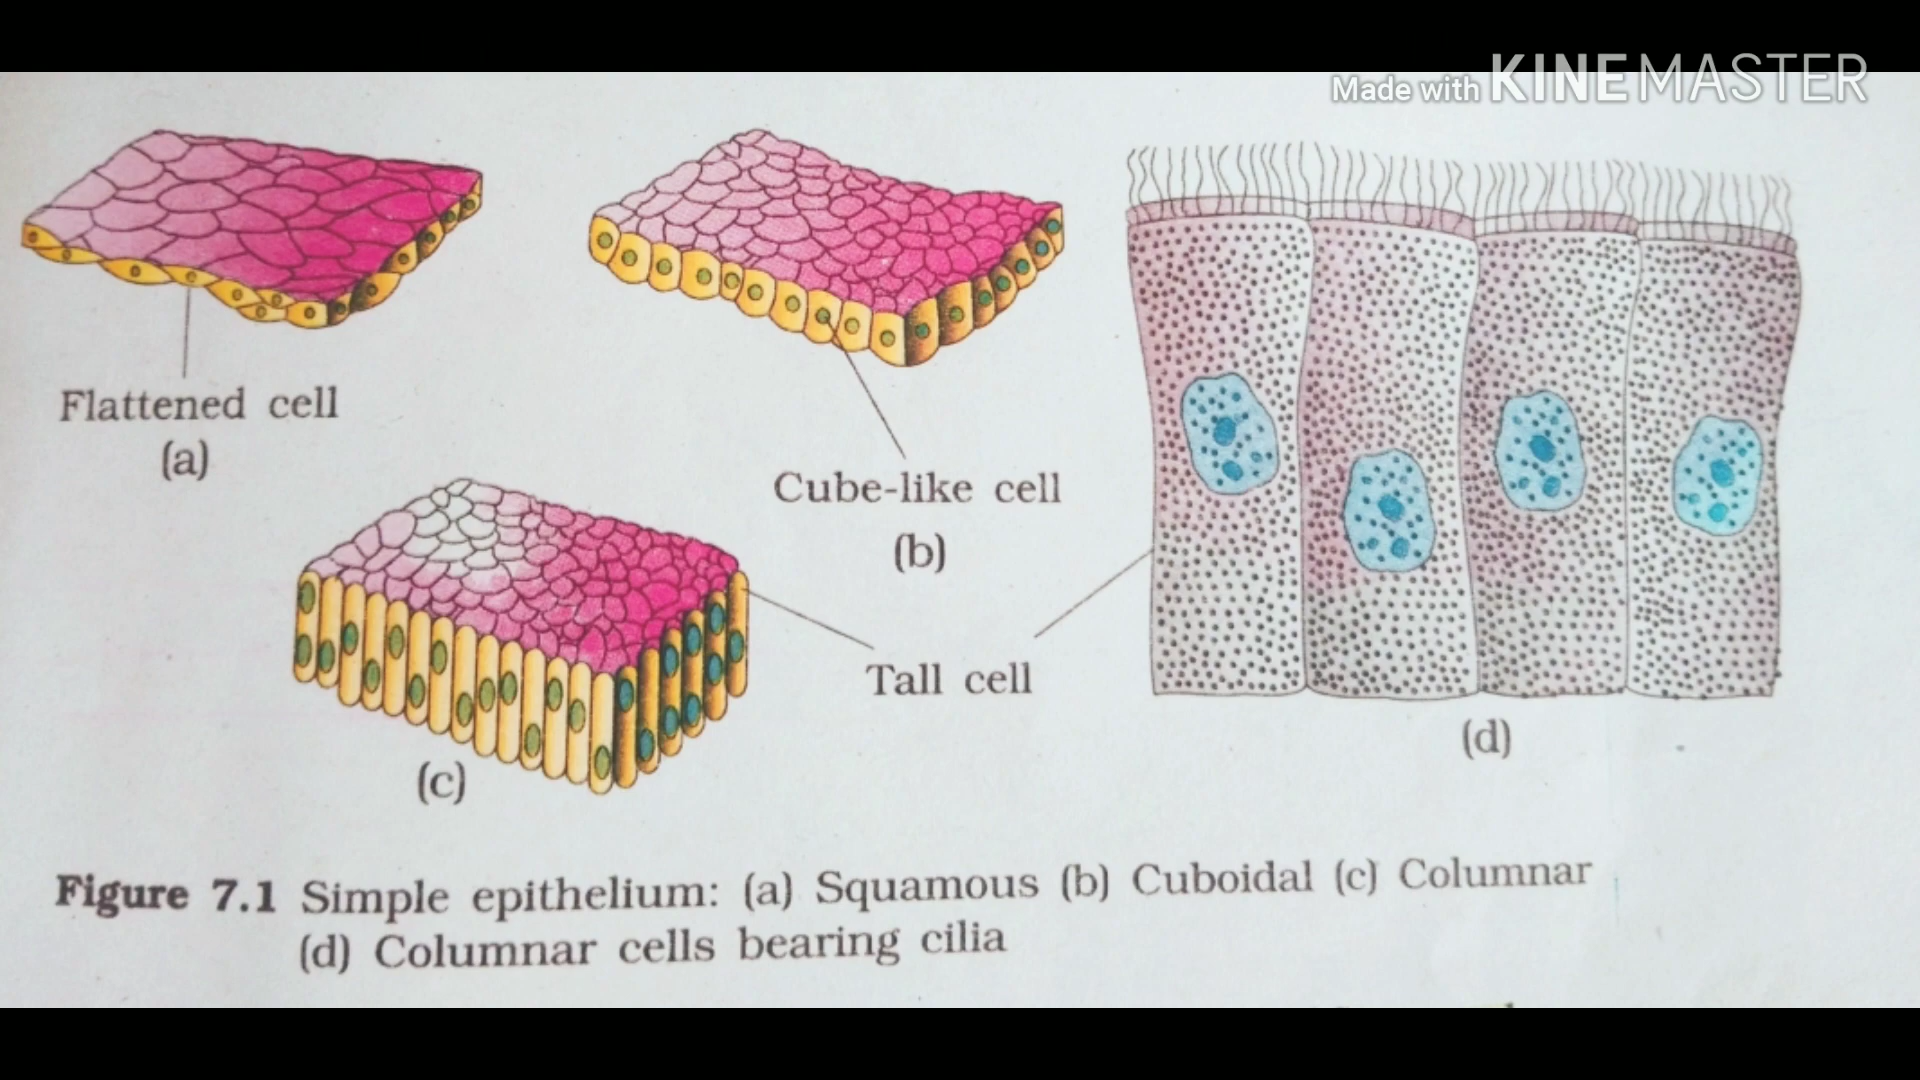 Made with KINEMASTER
Flattened cell
(a)
Cube-like cell
(b)
Tall cell
(c)
(d)
Figure 7.1 Simple epithelium: (a) Squamous (b) Cuboidal (c) Columnar
(d) Columnar cells bearing cilia